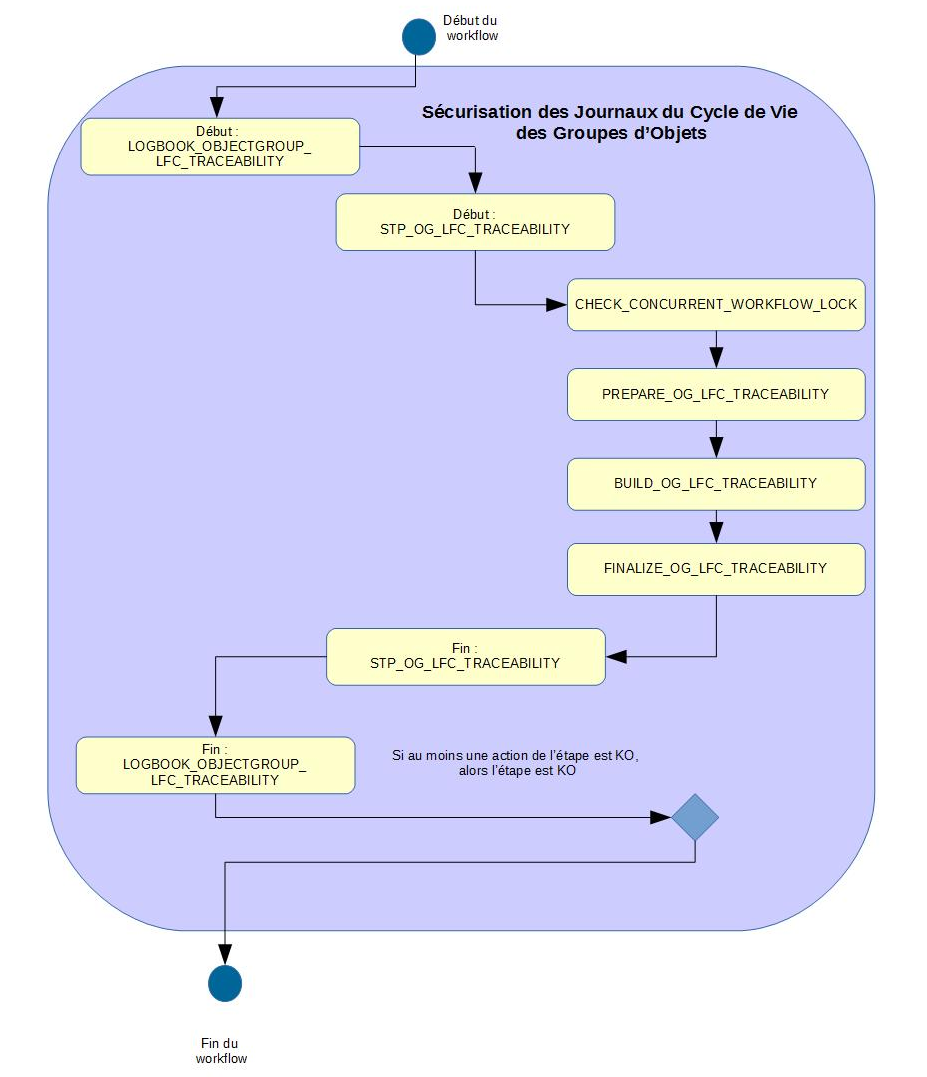 Début du
workflow
Sécurisation des Journaux du Cycle de Vie
des Groupes d’Objets
Début :
LOGBOOK_OBJECTGROUP_
LFC_TRACEABILITY
Début :
STP_OG_LFC_TRACEABILITY
CHECK_CONCURRENT_WORKFLOW_LOCK
PREPARE_OG_LFC_TRACEABILITY
BUILD_OG_LFC_TRACEABILITY
FINALIZE_OG_LFC_TRACEABILITY
Fin :
STP_OG_LFC_TRACEABILITY
Fin :
LOGBOOK_OBJECTGROUP_
LFC_TRACEABILITY
Si au moins une action de l’étape est KO,
alors l’étape est KO
Fin du
workflow